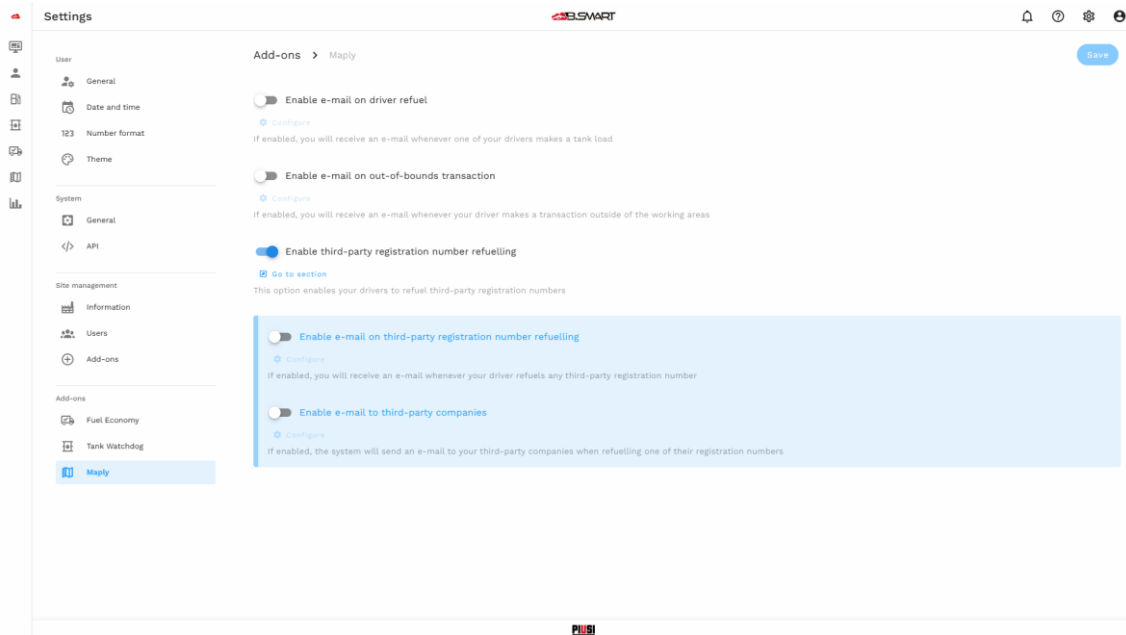 Settings
B.SMART
User
General
Date and time
123 Number format
Theme
System
General
API
Site management
Information
Users
Add-ons
Add-ons
Fuel Economy
Tank Watchdog
Maply
Add-ons > Maply
Save
Enable e-mail on driver refuel
Configure
If enabled, you will receive an e-mail whenever one of your drivers makes a tank load
Enable e-mail on out-of-bounds transaction
Configure
If enabled, you will receive an e-mail whenever your driver makes a transaction outside of the working areas
Enable third-party registration number refuelling
Go to section
This option enables your drivers to refuel third-party registration numbers
Enable e-mail on third-party registration number refuelling
Configure
If enabled, you will receive an e-mail whenever your driver refuels any third-party registration number
Enable e-mail to third-party companies
Configure
If enabled, the system will send an e-mail to your third-party companies when refuelling one of their registration numbers
PIUSI